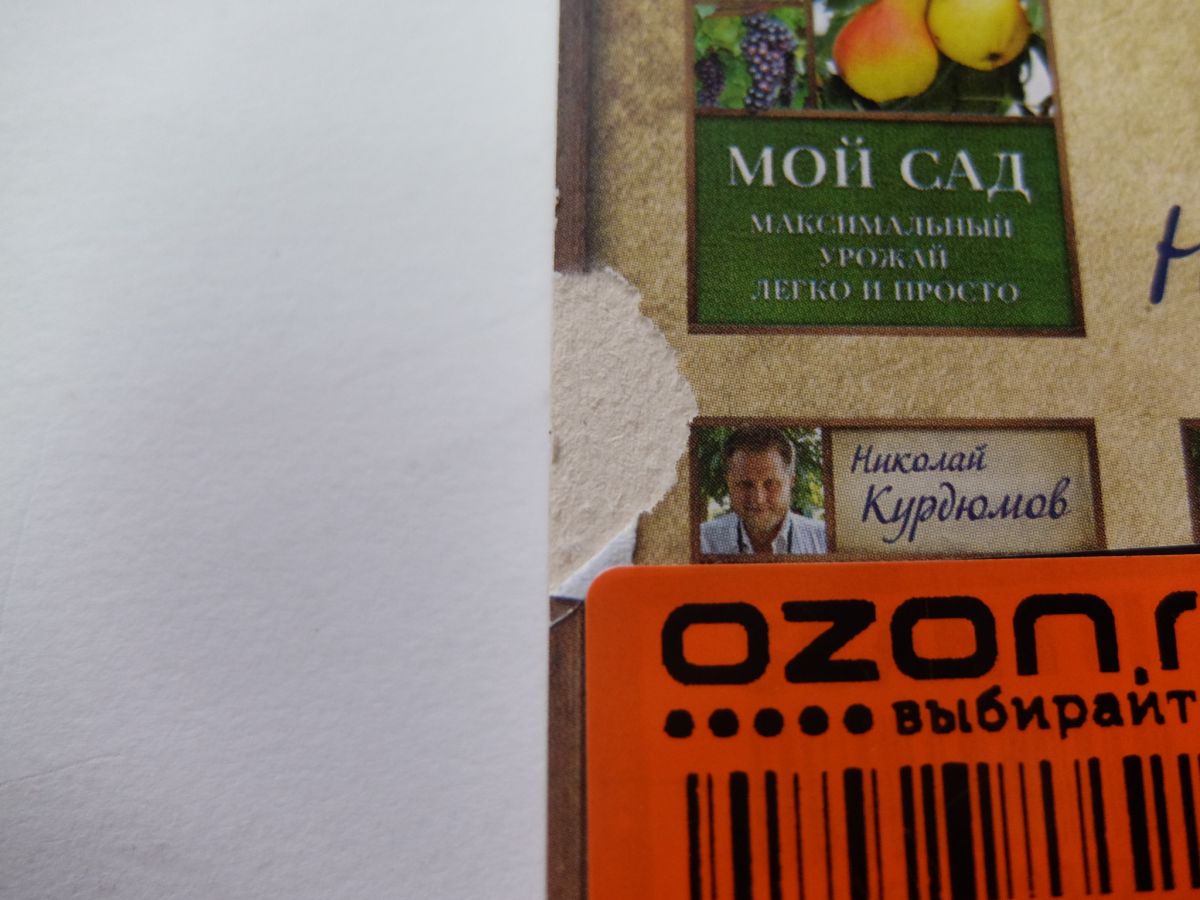 МОЙ САД
МАКСИМАЛЬНЫЙ
УРОЖАЙ
ЛЕГКО И ПРОСТО
Николай
Курдюмов
OZON.r
выбирайт